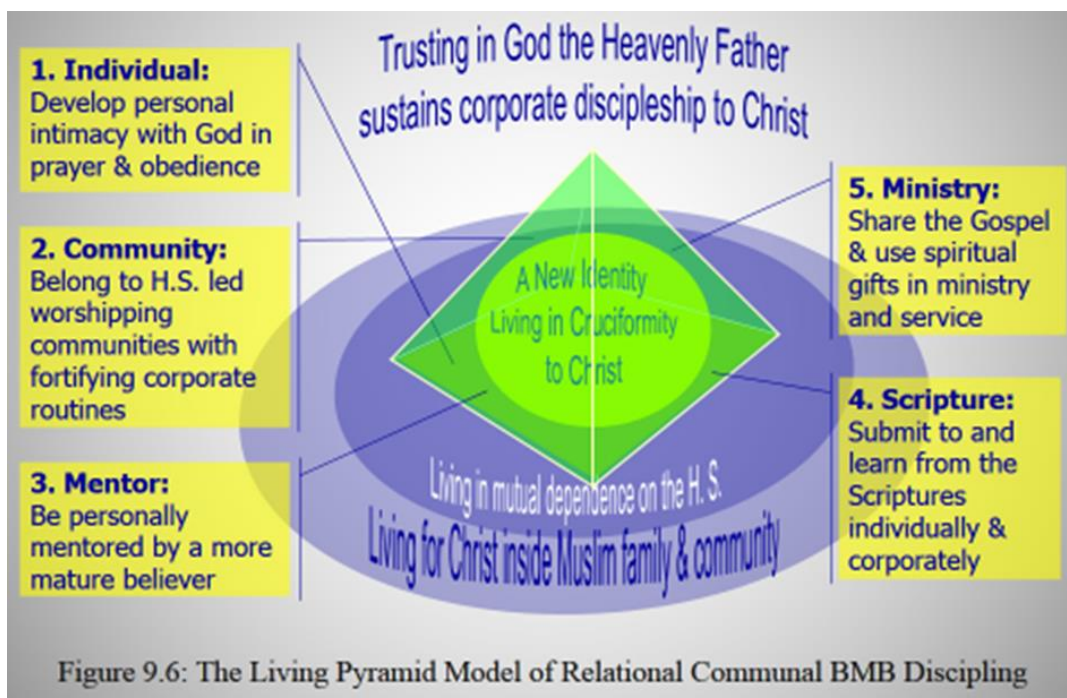 Trusting in God the Heavenly Father
sustains corporate discipleship to Christ
1. Individual:
Develop personal
intimacy with God in
prayer & obedience
2. Community:
Belong to H.S. led
worshipping
communities with
fortifying corporate
routines
3. Mentor:
Be personally
mentored by a more
mature believer
A New Identity
Living in Cruciformity
to Christ
Living in mutual dependence on the H. S.
Living for Christ inside Muslim family & community
5. Ministry:
Share the Gospel
& use spiritual
gifts in ministry
and service
4. Scripture:
Submit to and
learn from the
Scriptures
individually &
corporately
Figure 9.6: The Living Pyramid Model of Relational Communal BMB Discipling